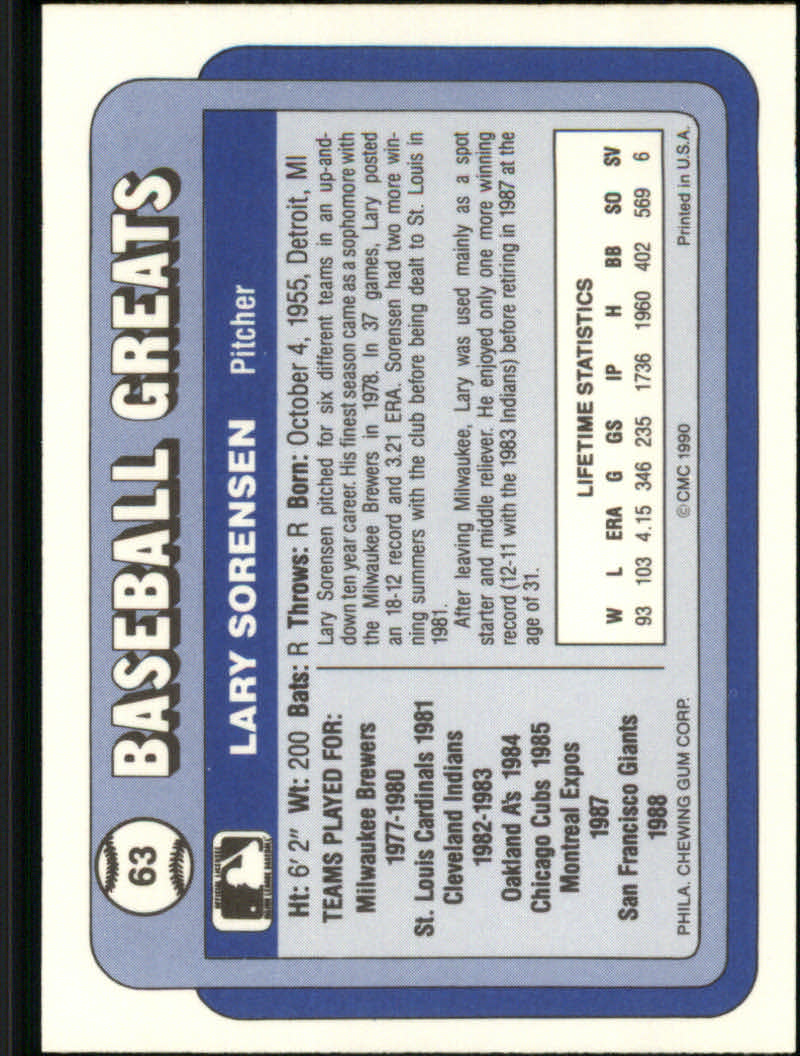 63
BASEBALL GREATS
LARY SORENSEN Pitcher
Ht: 6' 2" Wt: 200 Bats: R Throws: R Born: October 4, 1955, Detroit, MI
TEAMS PLAYED FOR:
Milwaukee Brewers
1977-1980
St. Louis Cardinals 1981
Cleveland Indians
1982-1983
Oakland A's 1984
Chicago Cubs 1985
Montreal Expos
1987
San Francisco Giants
1988
Lary Sorensen pitched for six different teams in an up-and-
down ten year career. His finest season came as a sophomore with
the Milwaukee Brewers in 1978. In 37 games, Lary posted
an 18-12 record and 3.21 ERA. Sorensen had two more win-
ning summers with the club before being dealt to St. Louis in
1981.
After leaving Milwaukee, Lary was used mainly as a spot
starter and middle reliever. He enjoyed only one more winning
record (12-11 with the 1983 Indians) before retiring in 1987 at the
age of 31.
LIFETIME STATISTICS
W L ERA G GS IP H BB SO SV
93 103 4.15 346 235 1736 1960 402 569 6
PHILA. CHEWING GUM CORP. ©CMC 1990 Printed in U.S.A.